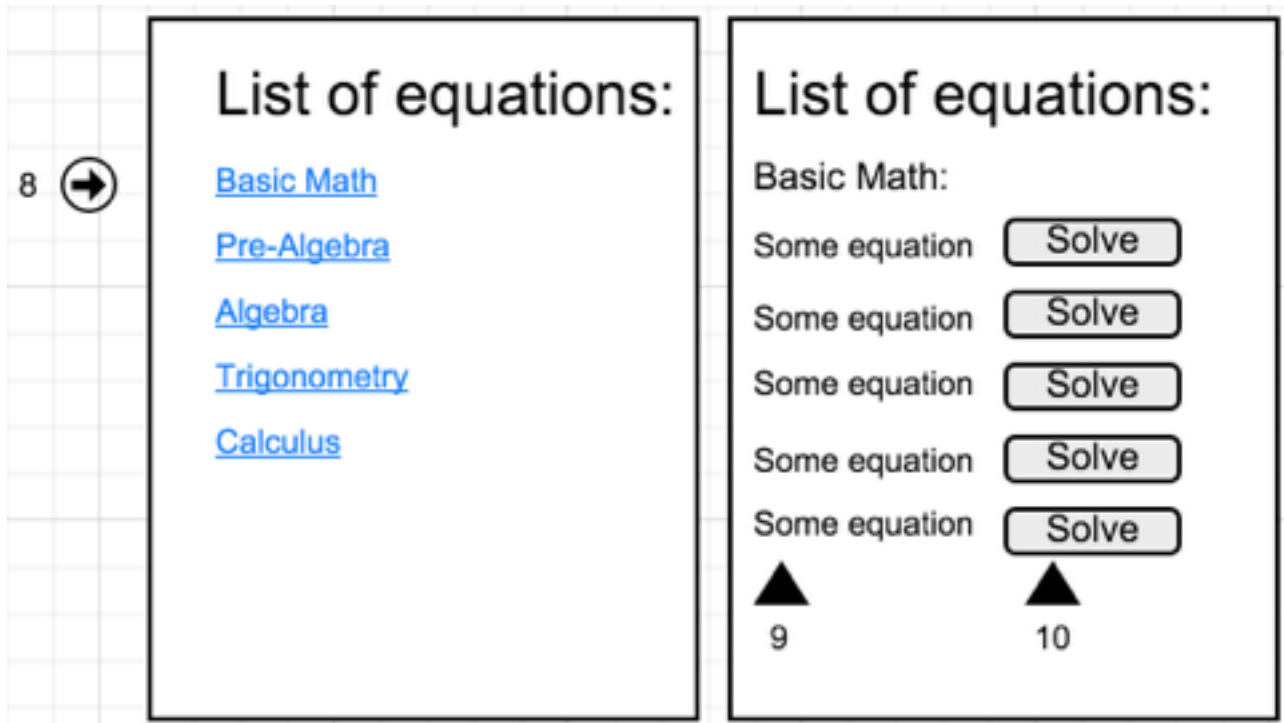 List of equations:
8
Basic Math
Pre-Algebra
Algebra
Trigonometry
Calculus
List of equations:
Basic Math:
Some equation Solve
Some equation Solve
Some equation Solve
Some equation Solve
Some equation Solve
9 10